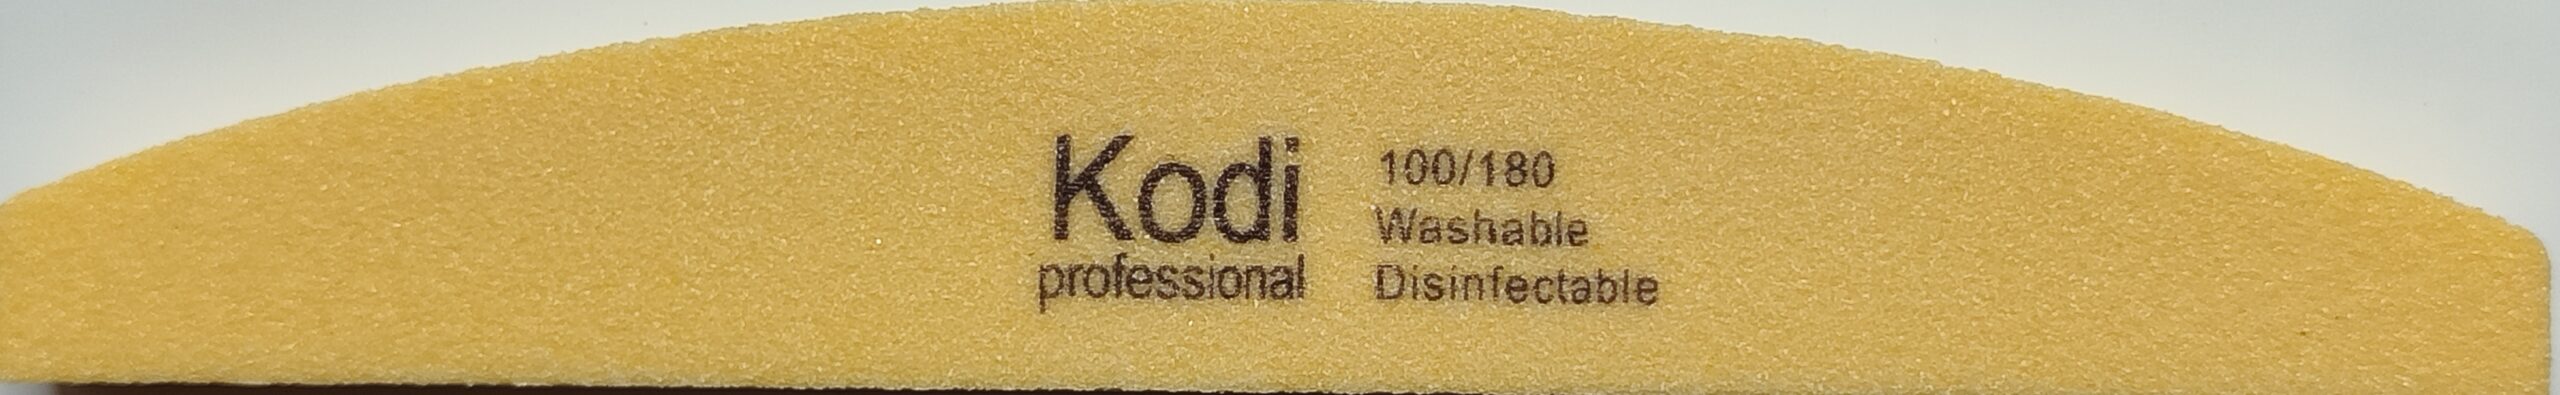 Kodi
professional
100/180
Washable
Disinfectable